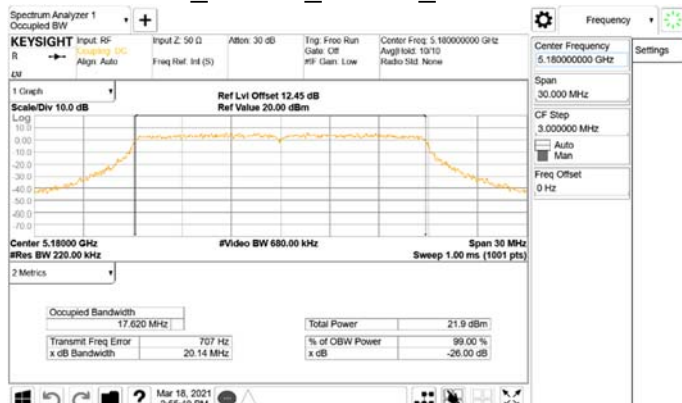 Spectrum Analyzer 1
Occupied BW
+
Frequency
KEYSIGHT
R
Input: RF
Coupling: DC
Align: Auto
Input Z: 50 Ω
Freq Ref: Int (S)
Atten: 30 dB
Trig: Free Run
Gate: Off
#IF Gain: Low
Center Freq: 5.180000000 GHz
Avg|Hold: 10/10
Radio Std: None
Center Frequency
5.180000000 GHz
Settings
Span
30.000 MHz
CF Step
3.000000 MHz
Auto
Man
Freq Offset
0 Hz
1 Graph
Scale/Div 10.0 dB
Ref Lvl Offset 12.45 dB
Ref Value 20.00 dBm
Log
10.0
0.00
-10.0
-20.0
-30.0
-40.0
-50.0
-60.0
-70.0
Center 5.18000 GHz
#Res BW 220.00 kHz
#Video BW 680.00 kHz
Span 30 MHz
Sweep 1.00 ms (1001 pts)
2 Metrics
Occupied Bandwidth
17.620 MHz
Total Power 21.9 dBm
Transmit Freq Error 707 Hz
% of OBW Power 99.00 %
x dB Bandwidth 20.14 MHz
x dB -26.00 dB
?
Mar 18, 2021